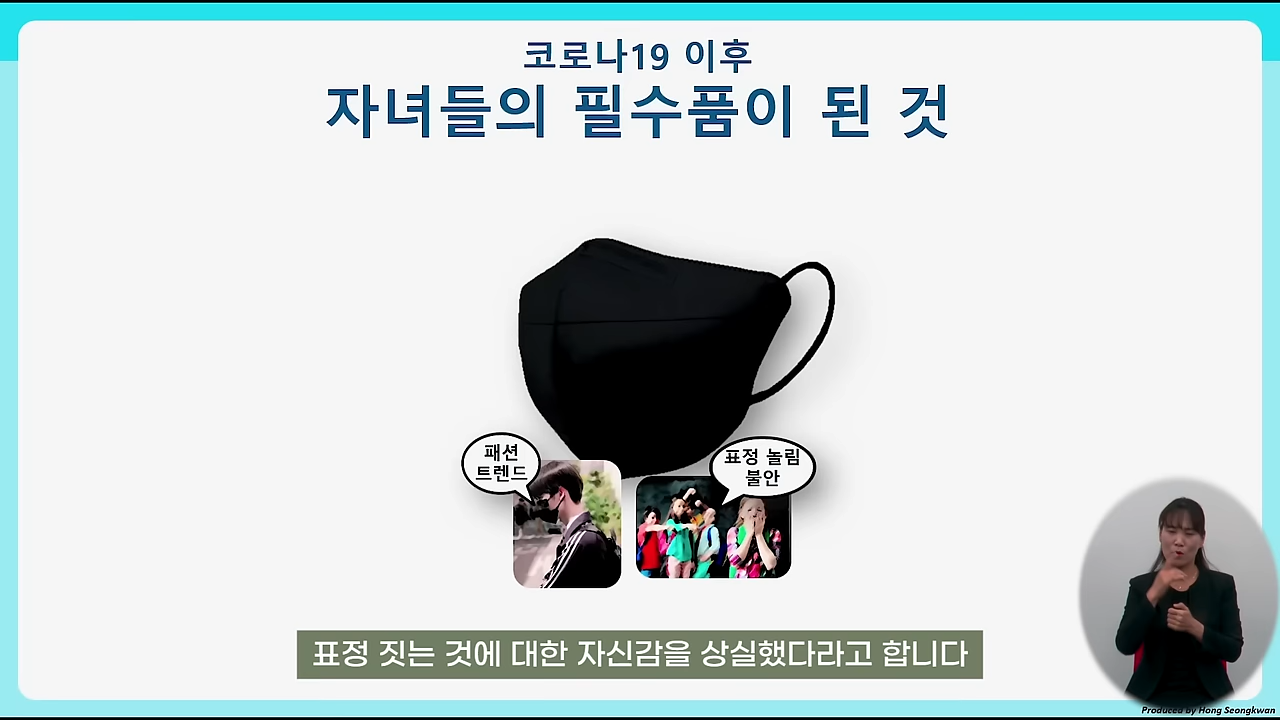 코로나19 이후
자녀들의 필수품이 된 것
패션
트렌드
표정 놀림
불안
표정 짓는 것에 대한 자신감을 상실했다라고 합니다
Produced by Hong Seongkwan